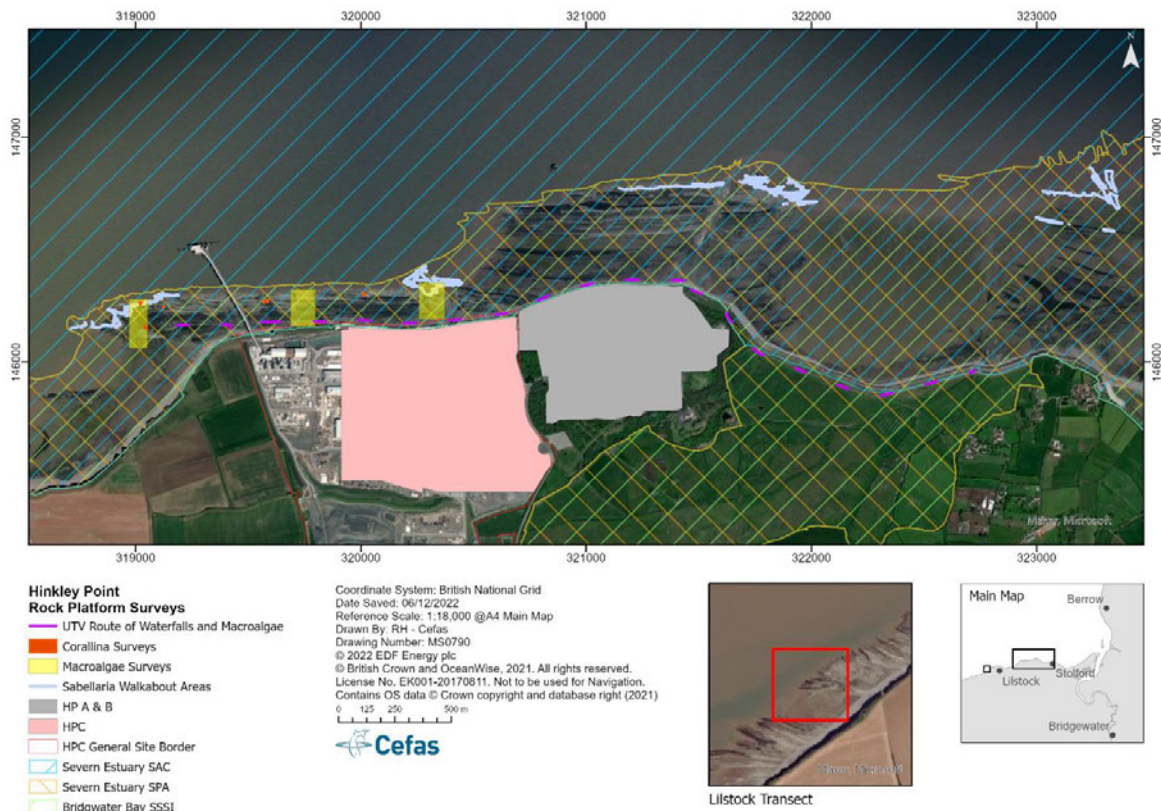 319000 320000 321000 322000 323000
N
147000 147000
146000 146000
Maxar, Microsoft
319000 320000 321000 322000 323000
Hinkley Point
Rock Platform Surveys
UTV Route of Waterfalls and Macroalgae
Corallina Surveys
Macroalgae Surveys
Sabellaria Walkabout Areas
HP A & B
HPC
HPC General Site Border
Severn Estuary SAC
Severn Estuary SPA
Bridgwater Bay SSSI
Coordinate System: British National Grid
Date Saved: 06/12/2022
Reference Scale: 1:18,000 @A4 Main Map
Drawn By: RH - Cefas
Drawing Number: MS0790
© 2022 EDF Energy plc
© British Crown and OceanWise, 2021. All rights reserved.
License No. EK001-20170811. Not to be used for Navigation.
Contains OS data © Crown copyright and database right (2021)
0 125 250 500 m
Cefas
Maxar, Microsoft
Lilstock Transect
Main Map
Berrow
Stolford
Lilstock
Bridgewater